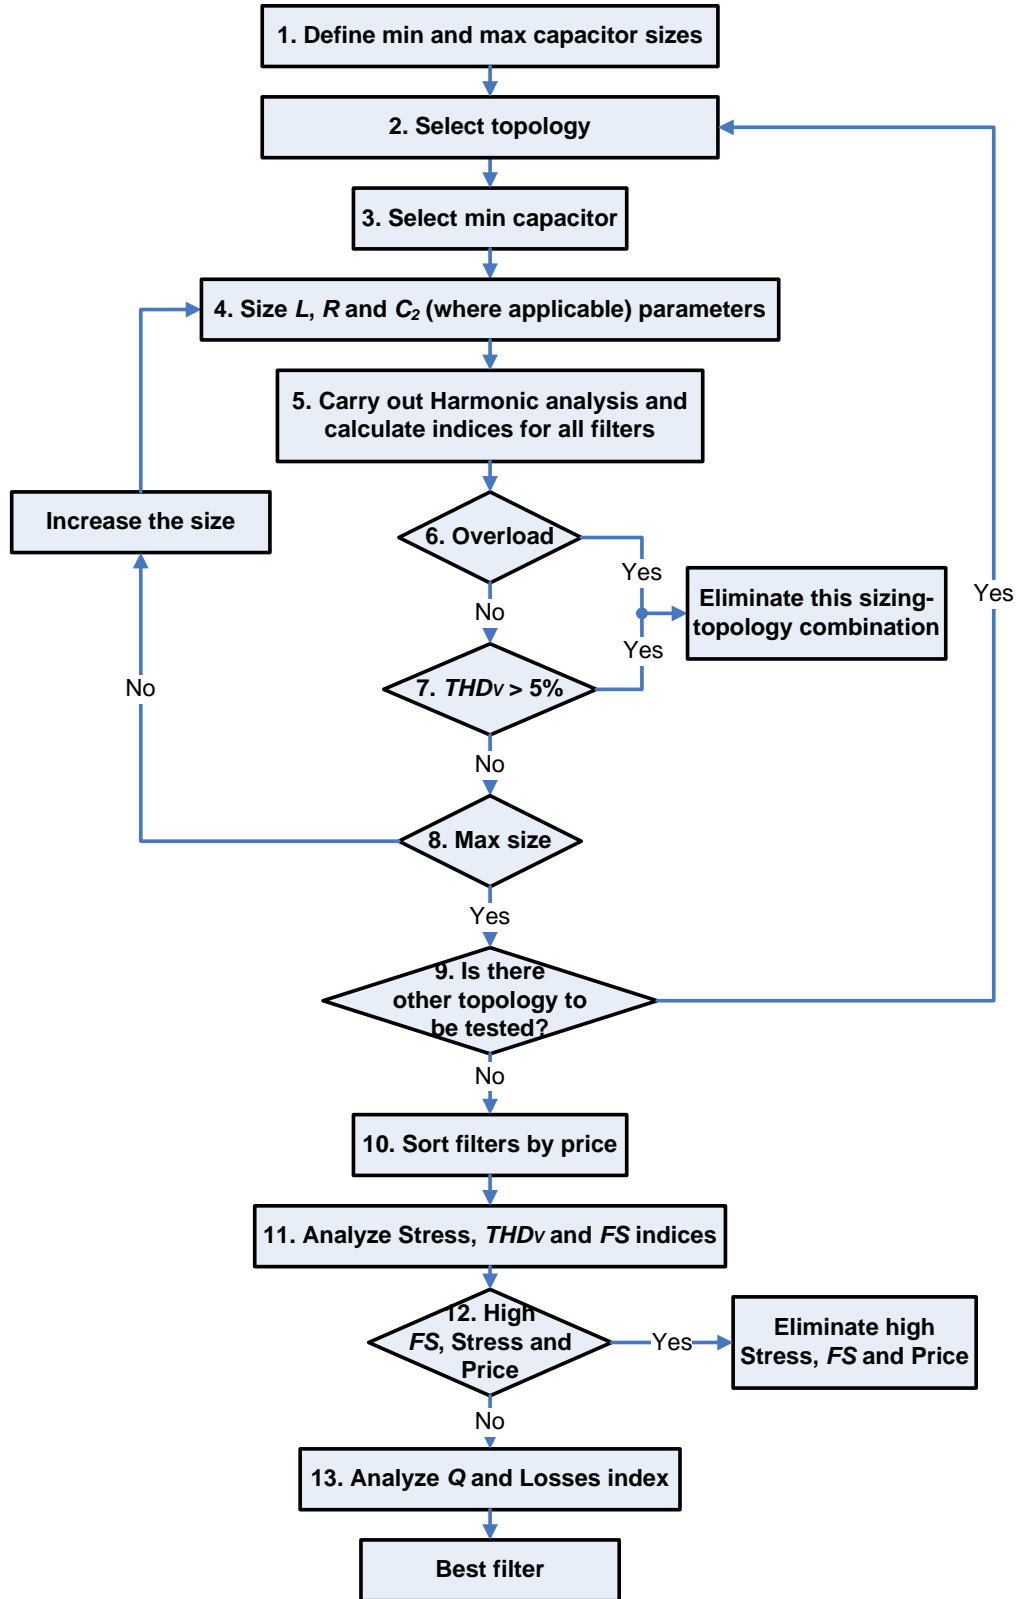 1. Define min and max capacitor sizes
2. Select topology
3. Select min capacitor
4. Size L, R and C2 (where applicable) parameters
5. Carry out Harmonic analysis and
calculate indices for all filters
Increase the size
6. Overload
Yes
No
Eliminate this sizing-
topology combination
Yes
Yes
7. THDV > 5%
No
No
8. Max size
Yes
9. Is there
other topology to
be tested?
No
10. Sort filters by price
11. Analyze Stress, THDV and FS indices
12. High
FS, Stress and
Price
Yes
Eliminate high
Stress, FS and Price
No
13. Analyze Q and Losses index
Best filter